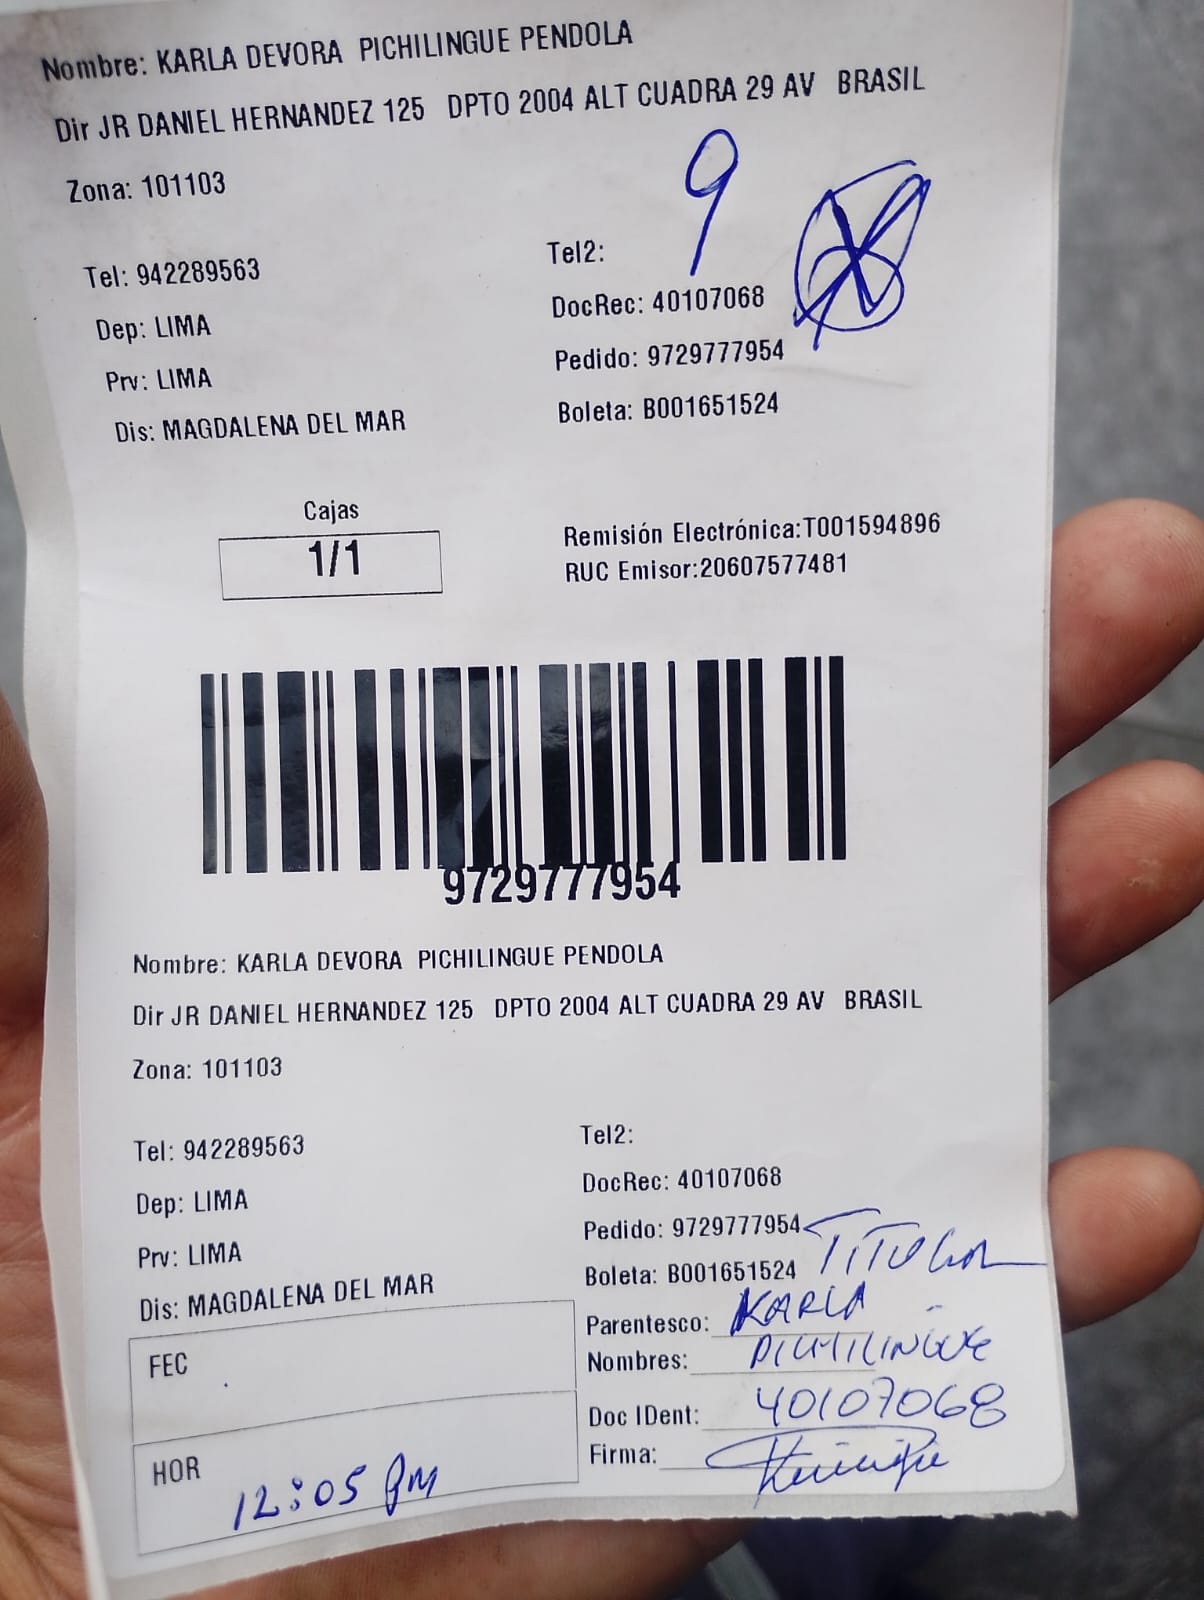 Nombre: KARLA DEVORA PICHILINGUE PENDOLA
Dir JR DANIEL HERNANDEZ 125 DPTO 2004 ALT CUADRA 29 AV BRASIL
Zona: 101103
9
Tel: 942289563
Tel2:
Dep: LIMA
DocRec: 40107068
Prv: LIMA
Pedido: 9729777954
Dis: MAGDALENA DEL MAR
Boleta: B001651524
Cajas
1/1
Remisión Electrónica:T001594896
RUC Emisor:20607577481
9729777954
Nombre: KARLA DEVORA PICHILINGUE PENDOLA
Dir JR DANIEL HERNANDEZ 125 DPTO 2004 ALT CUADRA 29 AV BRASIL
Zona: 101103
Tel: 942289563
Tel2:
Dep: LIMA
DocRec: 40107068
Prv: LIMA
Pedido: 9729777954
Dis: MAGDALENA DEL MAR
Boleta: B001651524
TITULAR
Parentesco: KARLA
Nombres: PICHILINGUE
Doc IDent: 40107068
Firma:
FEC
HOR
12:05 PM